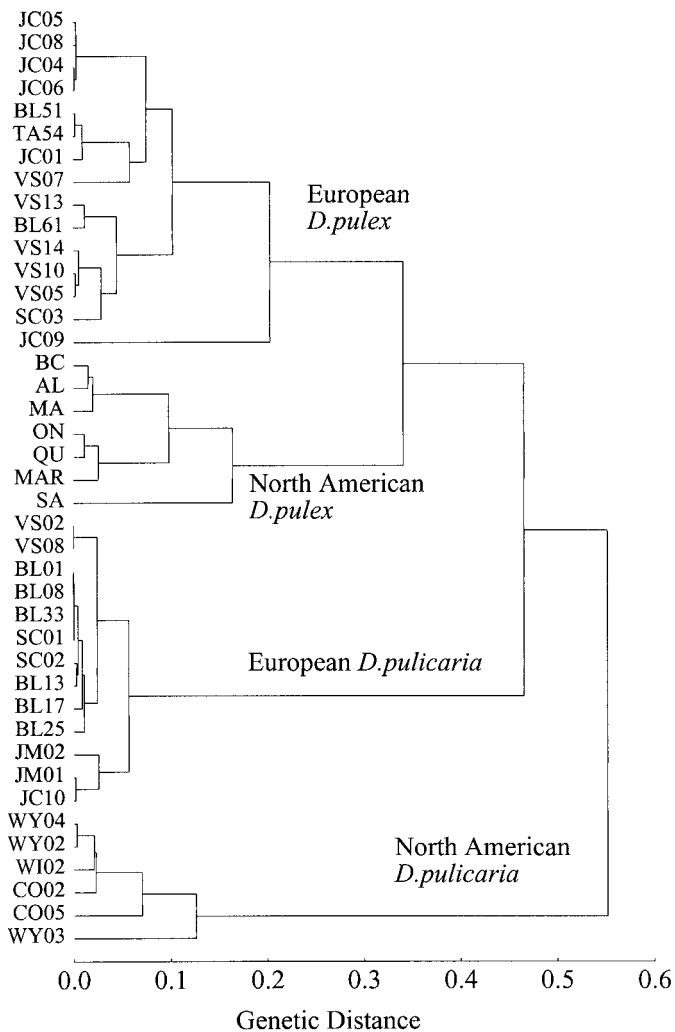 JC05
JC08
JC04
JC06
BL51
TA54
JC01
VS07
VS13
BL61
VS14
VS10
VS05
SC03
JC09
BC
AL
MA
ON
QU
MAR
SA
VS02
VS08
BL01
BL08
BL33
SC01
SC02
BL13
BL17
BL25
JM02
JM01
JC10
WY04
WY02
WI02
CO02
CO05
WY03
European
D.pulex
North American
D.pulex
European D.pulicaria
North American
D.pulicaria
0.0 0.1 0.2 0.3 0.4 0.5 0.6
Genetic Distance